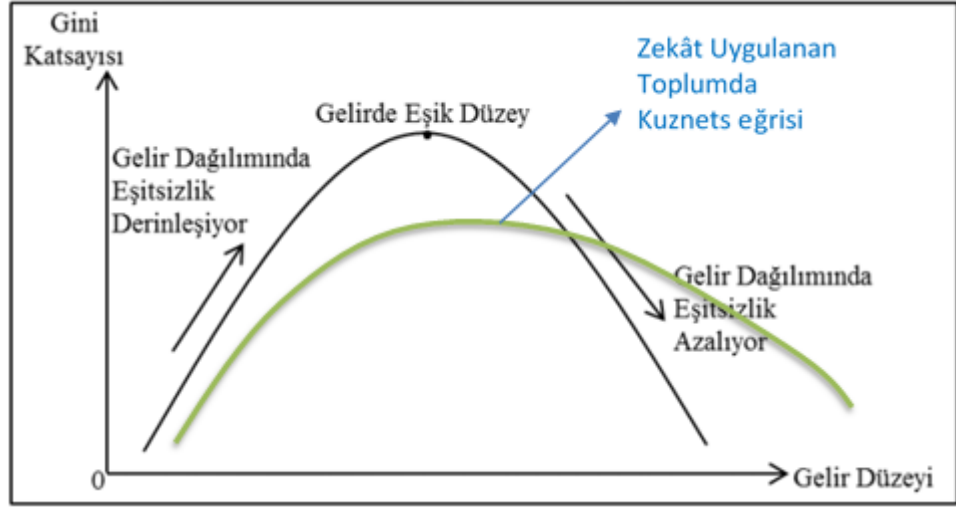 Gini
Katsayısı
Zekât Uygulanan
Toplumda
Kuznets eğrisi
Gelirde Eşik Düzey
Gelir Dağılımında
Eşitsizlik
Derinleşiyor
Gelir Dağılımında
Eşitsizlik
Azalıyor
0
Gelir Düzeyi